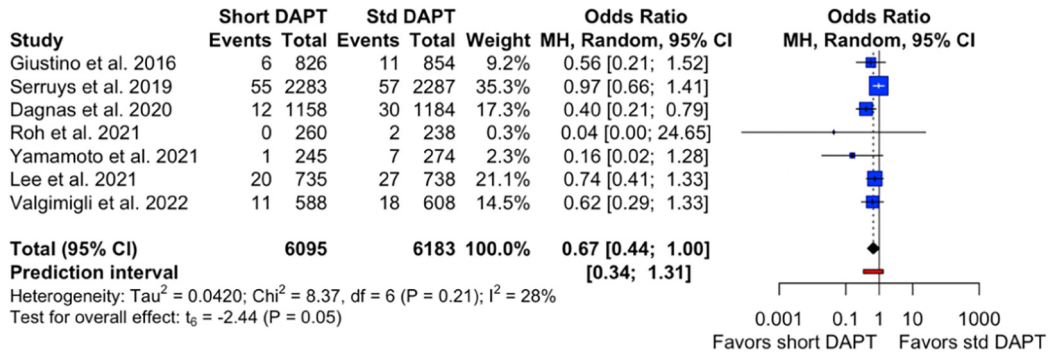 Short DAPT Std DAPT Odds Ratio Odds Ratio
Study Events Total Events Total Weight MH, Random, 95% CI MH, Random, 95% CI
Giustino et al. 2016 6 826 11 854 9.2% 0.56 [0.21; 1.52]
Serruys et al. 2019 55 2283 57 2287 35.3% 0.97 [0.66; 1.41]
Dagnas et al. 2020 12 1158 30 1184 17.3% 0.40 [0.21; 0.79]
Roh et al. 2021 0 260 2 238 0.3% 0.04 [0.00; 24.65]
Yamamoto et al. 2021 1 245 7 274 2.3% 0.16 [0.02; 1.28]
Lee et al. 2021 20 735 27 738 21.1% 0.74 [0.41; 1.33]
Valgimigli et al. 2022 11 588 18 608 14.5% 0.62 [0.29; 1.33]
Total (95% CI) 6095 6183 100.0% 0.67 [0.44; 1.00]
Prediction interval [0.34; 1.31]
Heterogeneity: Tau² = 0.0420; Chi² = 8.37, df = 6 (P = 0.21); I² = 28%
Test for overall effect: t₆ = -2.44 (P = 0.05)
0.001 0.1 1 10 1000
Favors short DAPT Favors std DAPT